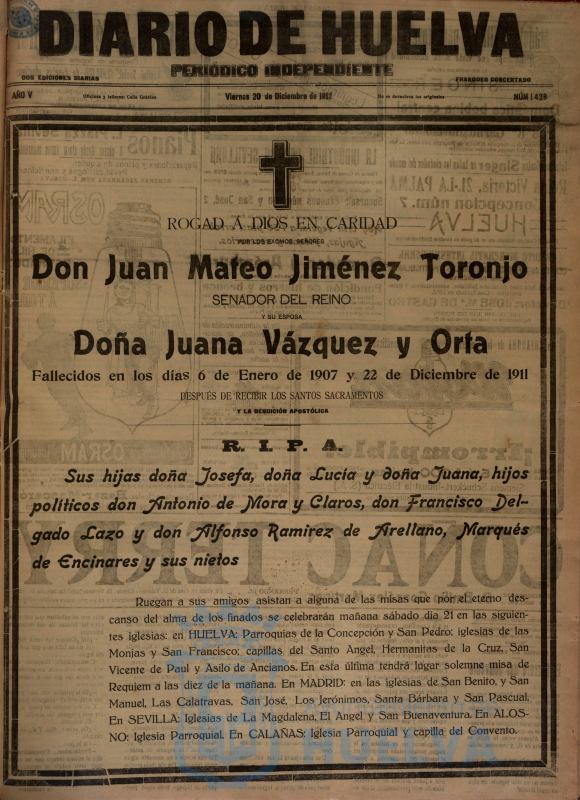 DIARIO DE HUELVA
PERIÓDICO INDEPENDIENTE
DOS EDICIONES DIARIAS
FRANQUEO CONCERTADO
AÑO V
Viernes 20 de Diciembre de 1912
No se devuelven los originales
NÚM 1.428
ROGAD Á DIOS EN CARIDAD
POR LOS EXCMOS. SEÑORES
Don Juan Mateo Jiménez Toronjo
SENADOR DEL REINO
Y SU ESPOSA
Doña Juana Vázquez y Orta
Fallecidos en los días 6 de Enero de 1907 y 22 de Diciembre de 1911
DESPUÉS DE RECIBIR LOS SANTOS SACRAMENTOS
Y LA BENDICIÓN APOSTÓLICA
R. I. P. A.
Sus hijas doña Josefa, doña Lucía y doña Juana, hijos
políticos don Antonio de Mora y Claros, don Francisco Del-
gado Lazo y don Alfonso Ramirez de Arellano, Marqués
de Encinares y sus nietos
Ruegan a sus amigos asistan a alguna de las misas que por el eterno des-
canso del alma de los finados se celebrarán mañana sábado dia 21 en las siguien-
tes iglesias: en HUELVA: Parroquias de la Concepción y San Pedro; iglesias de las
Monjas y San Francisco; capillas del Santo Angel, Hermanitas de la Cruz, San
Vicente de Paul y Asilo de Ancianos. En esta última tendrá lugar solemne misa de
Requiem a las diez de la mañana. En MADRID: en las iglesias de San Benito, y San
Manuel, Las Calatravas, San José, Los Jerónimos, Santa Bárbara y San Pascual.
En SEVILLA: Iglesias de La Magdalena, El Angel y San Buenaventura. En ALOS-
NO: Iglesia Parroquial. En CALAÑAS: Iglesia Parroquial y capilla del Convento.
HUELVA